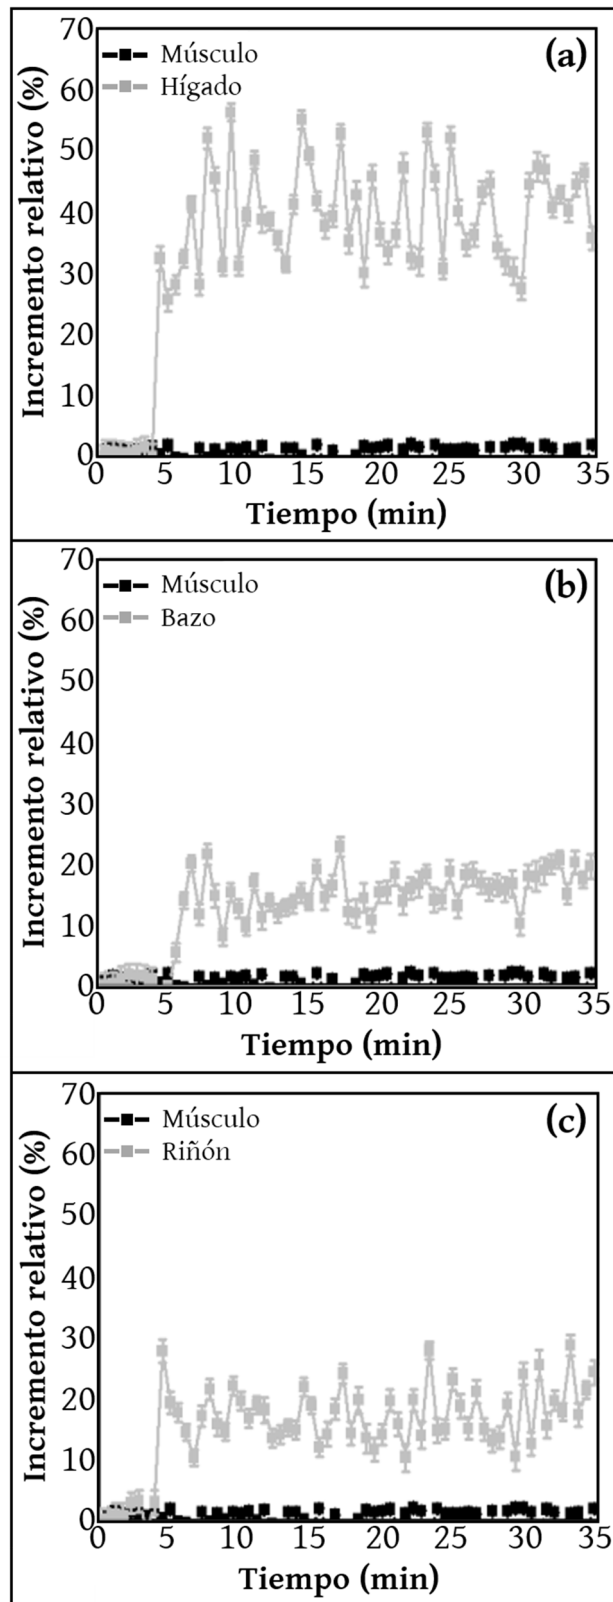 70
60
50
40
30
20
10
0
Incremento relativo (%)
Músculo
Hígado
(a)
0 5 10 15 20 25 30 35
Tiempo (min)
70
60
50
40
30
20
10
0
Incremento relativo (%)
Músculo
Bazo
(b)
0 5 10 15 20 25 30 35
Tiempo (min)
70
60
50
40
30
20
10
0
Incremento relativo (%)
Músculo
Riñón
(c)
0 5 10 15 20 25 30 35
Tiempo (min)